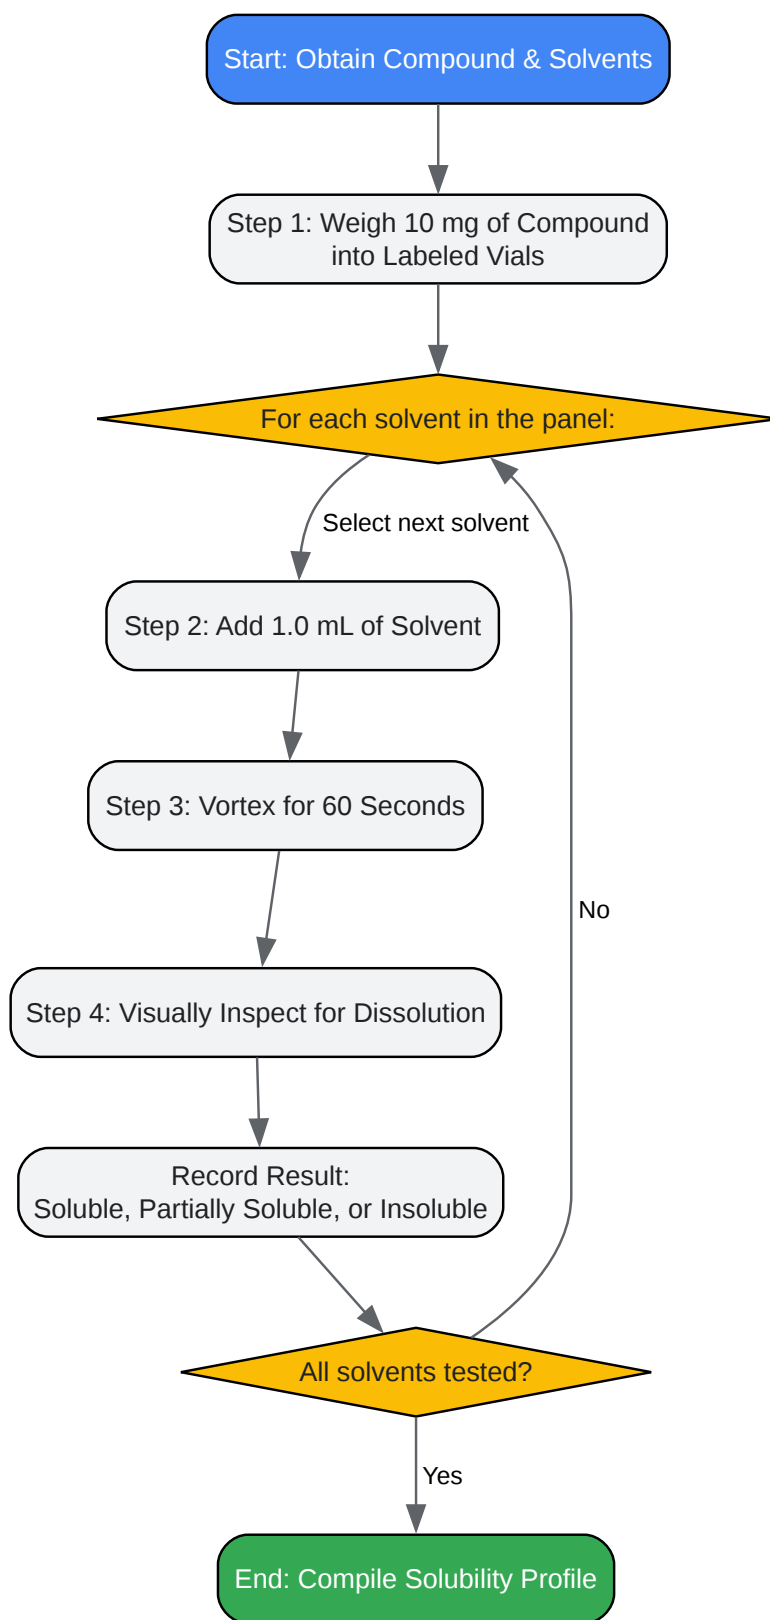 Start: Obtain Compound & Solvents
Step 1: Weigh 10 mg of Compound
into Labeled Vials
For each solvent in the panel:
Select next solvent
Step 2: Add 1.0 mL of Solvent
Step 3: Vortex for 60 Seconds
No
Step 4: Visually Inspect for Dissolution
Record Result:
Soluble, Partially Soluble, or Insoluble
All solvents tested?
Yes
End: Compile Solubility Profile